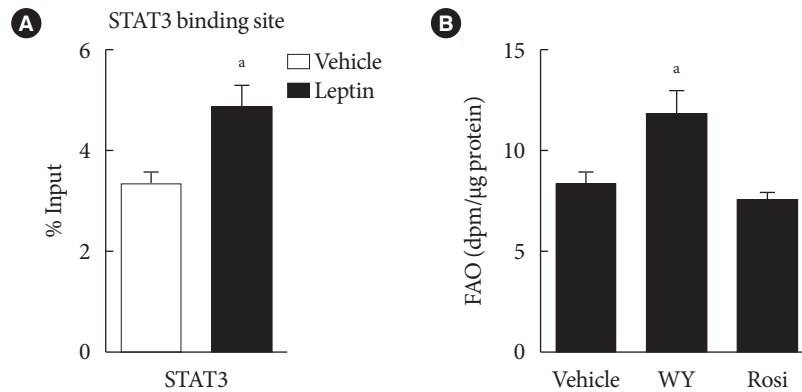 A
STAT3 binding site
6
4
2
0
% Input
a
Vehicle
Leptin
STAT3
B
15
10
5
0
FAO (dpm/μg protein)
a
Vehicle WY Rosi